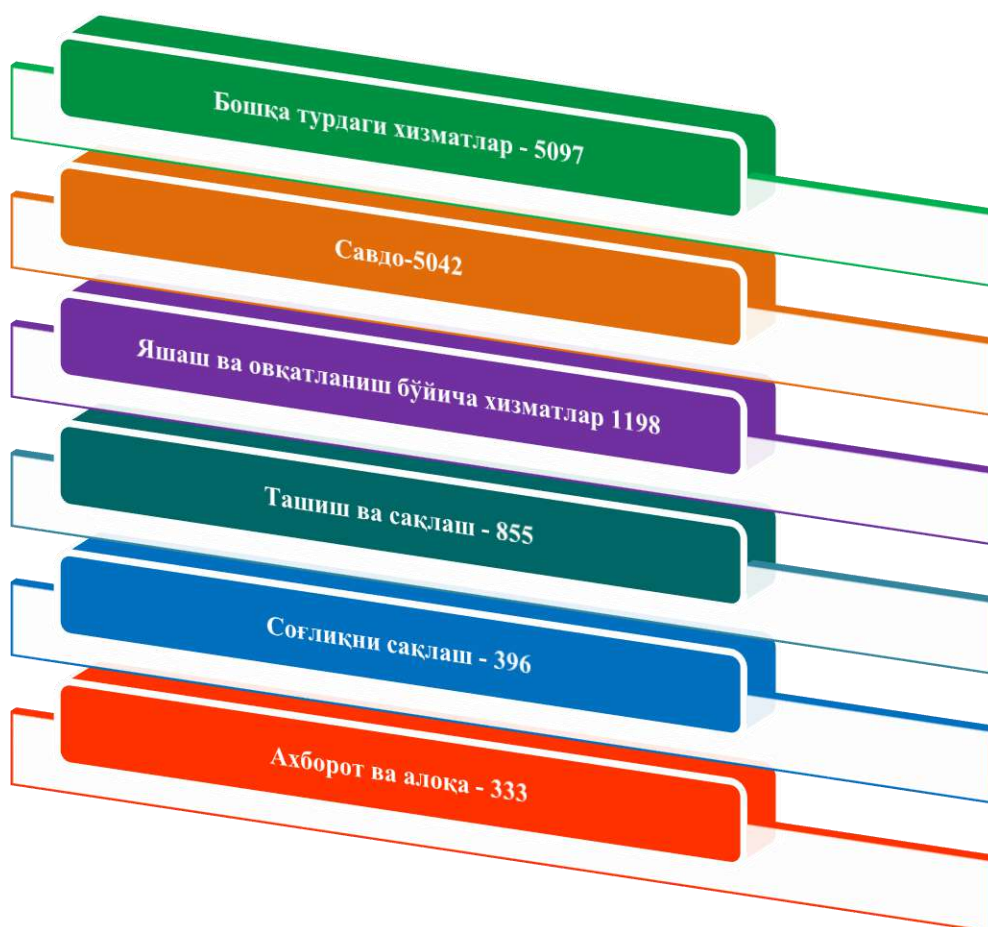 Бошқа турдаги хизматлар - 5097
Савдо-5042
Яшаш ва овқатланиш бўйича хизматлар 1198
Ташиш ва сақлаш - 855
Соғлиқни сақлаш - 396
Ахборот ва алоқа - 333